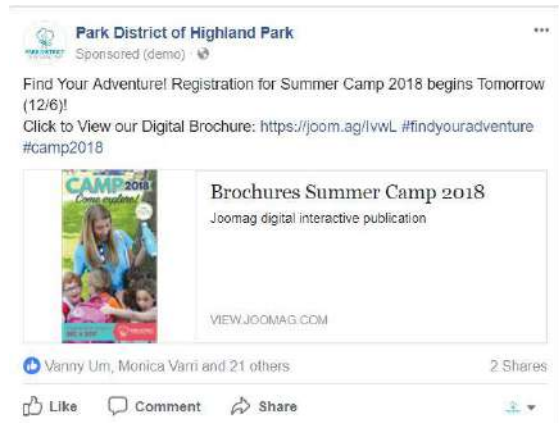 Park District of Highland Park
Sponsored (demo) ·
Find Your Adventure! Registration for Summer Camp 2018 begins Tomorrow
(12/6)!
Click to View our Digital Brochure: https://joom.ag/IvwL #findyouradventure
#camp2018
CAMP 2018
Come explore!
Brochures Summer Camp 2018
Joomag digital interactive publication
VIEW.JOOMAG.COM
Vanny Um, Monica Varri and 21 others
2 Shares
Like
Comment
Share